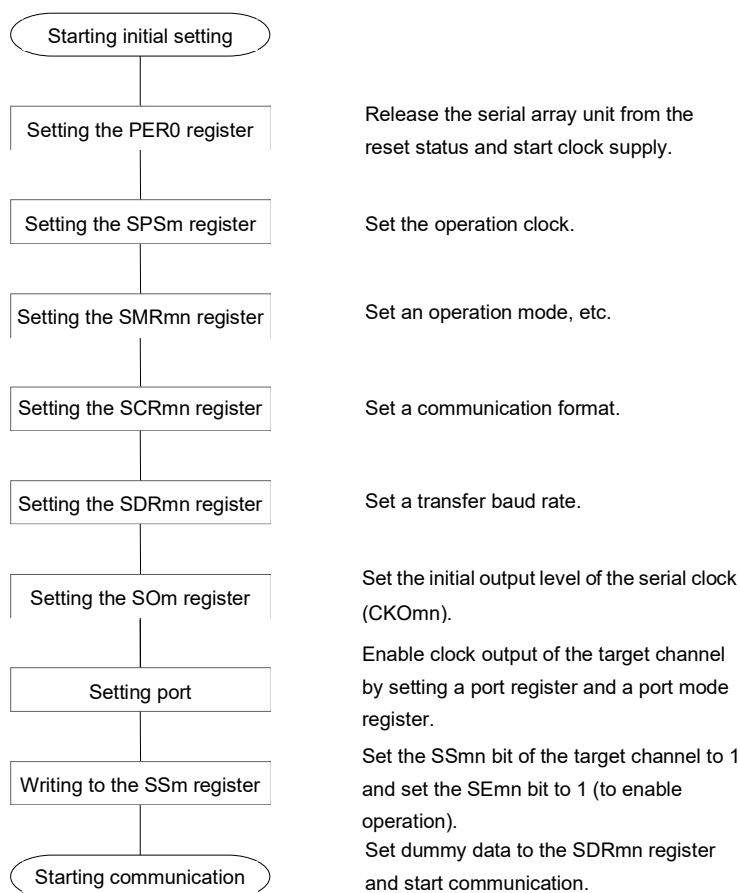 Starting initial setting
Setting the PER0 register
Release the serial array unit from the
reset status and start clock supply.
Setting the SPSm register
Set the operation clock.
Setting the SMRmn register
Set an operation mode, etc.
Setting the SCRmn register
Set a communication format.
Setting the SDRmn register
Set a transfer baud rate.
Setting the SOm register
Set the initial output level of the serial clock
(CKOmn).
Setting port
Enable clock output of the target channel
by setting a port register and a port mode
register.
Writing to the SSm register
Set the SSmn bit of the target channel to 1
and set the SEmn bit to 1 (to enable
operation).
Starting communication
Set dummy data to the SDRmn register
and start communication.